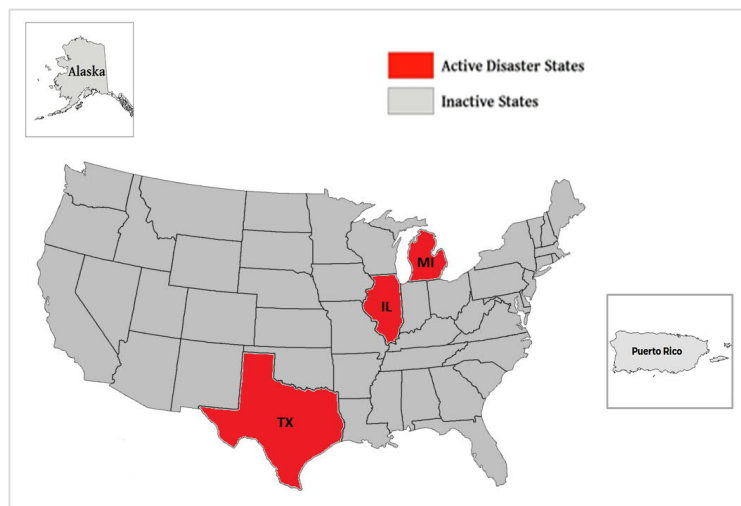 Alaska
Active Disaster States
Inactive States
MI
IL
Puerto Rico
TX